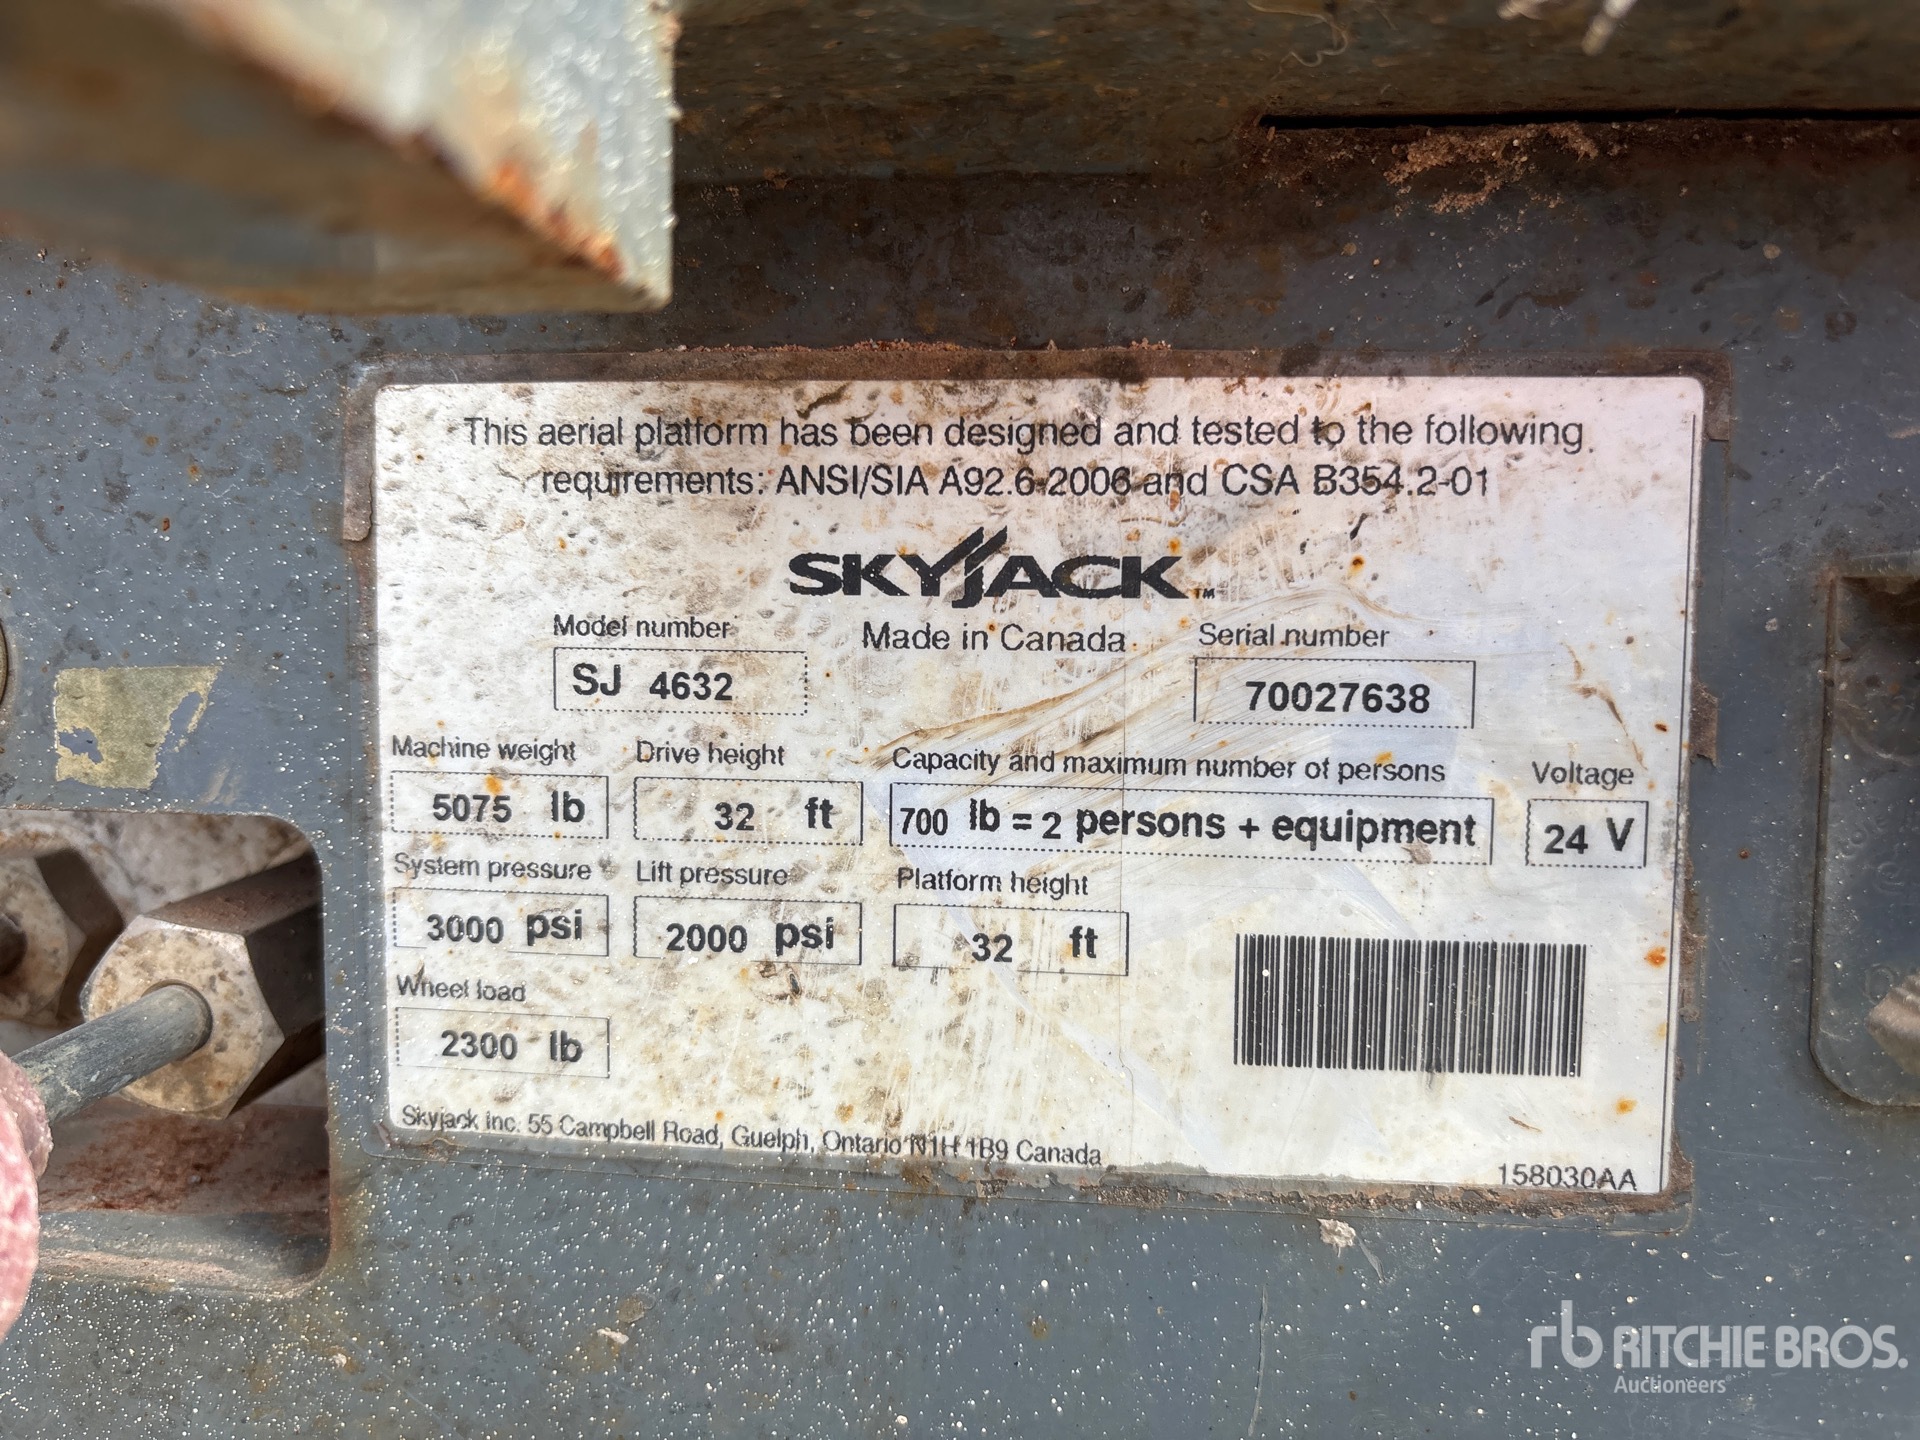 This aerial platform has been designed and tested to the following
requirements: ANSI/SIA A92.6-2006 and CSA B354.2-01
SKYJACK™
Made in Canada
Model number
SJ 4632
Serial number
70027638
Machine weight
5075 lb
Drive height
32 ft
Capacity and maximum number of persons
700 lb = 2 persons + equipment
Voltage
24 V
System pressure
3000 psi
Lift pressure
2000 psi
Platform height
32 ft
Wheel load
2300 lb
Skyjack Inc. 55 Campbell Road, Guelph, Ontario N1H 1B9 Canada
158030AA
rb RITCHIE BROS.
Auctioneers